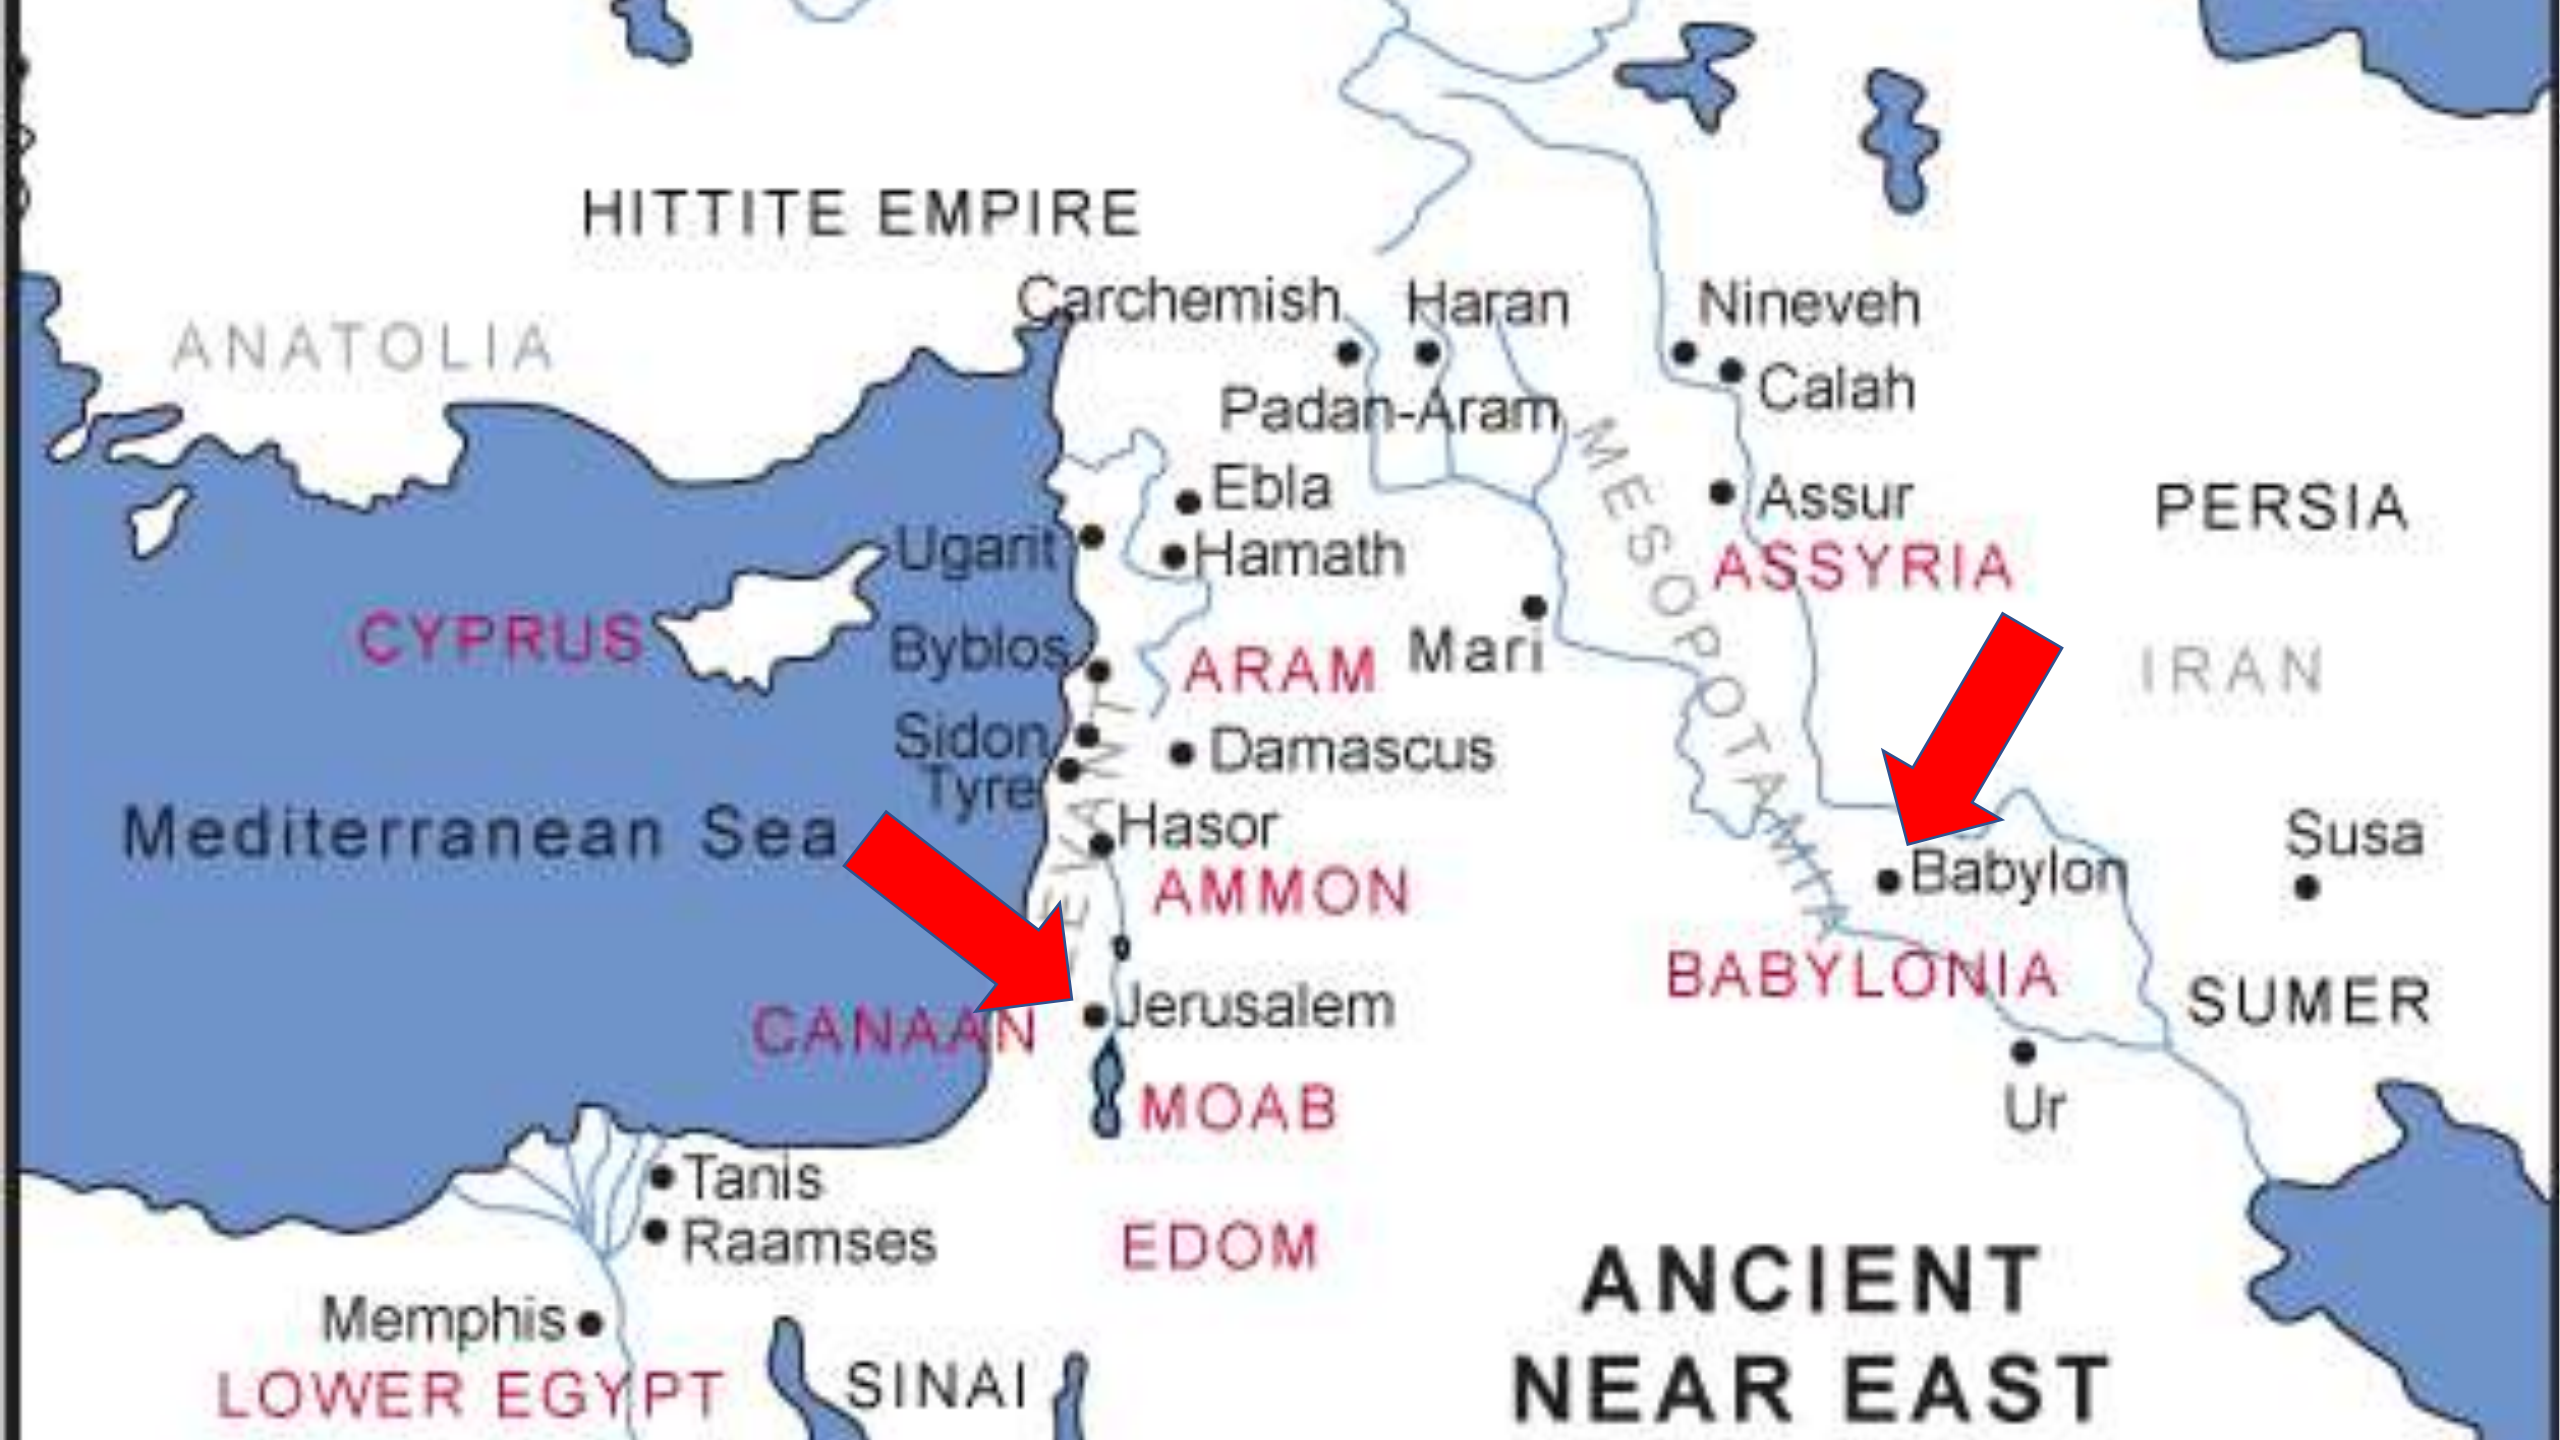 HITTITE EMPIRE
Carchemish
Haran
Nineveh
ANATOLIA
Calah
Padan-Aram
MESOPOTAMIA
Ebla
Assur
PERSIA
Ugarit
Hamath
ASSYRIA
CYPRUS
Byblos
ARAM
Mari
IRAN
LEVANT
Sidon
Damascus
Tyre
Mediterranean Sea
Hasor
Susa
AMMON
Babylon
BABYLONIA
SUMER
Jerusalem
CANAAN
MOAB
Ur
Tanis
Raamses
EDOM
ANCIENT
NEAR EAST
Memphis
SINAI
LOWER EGYPT